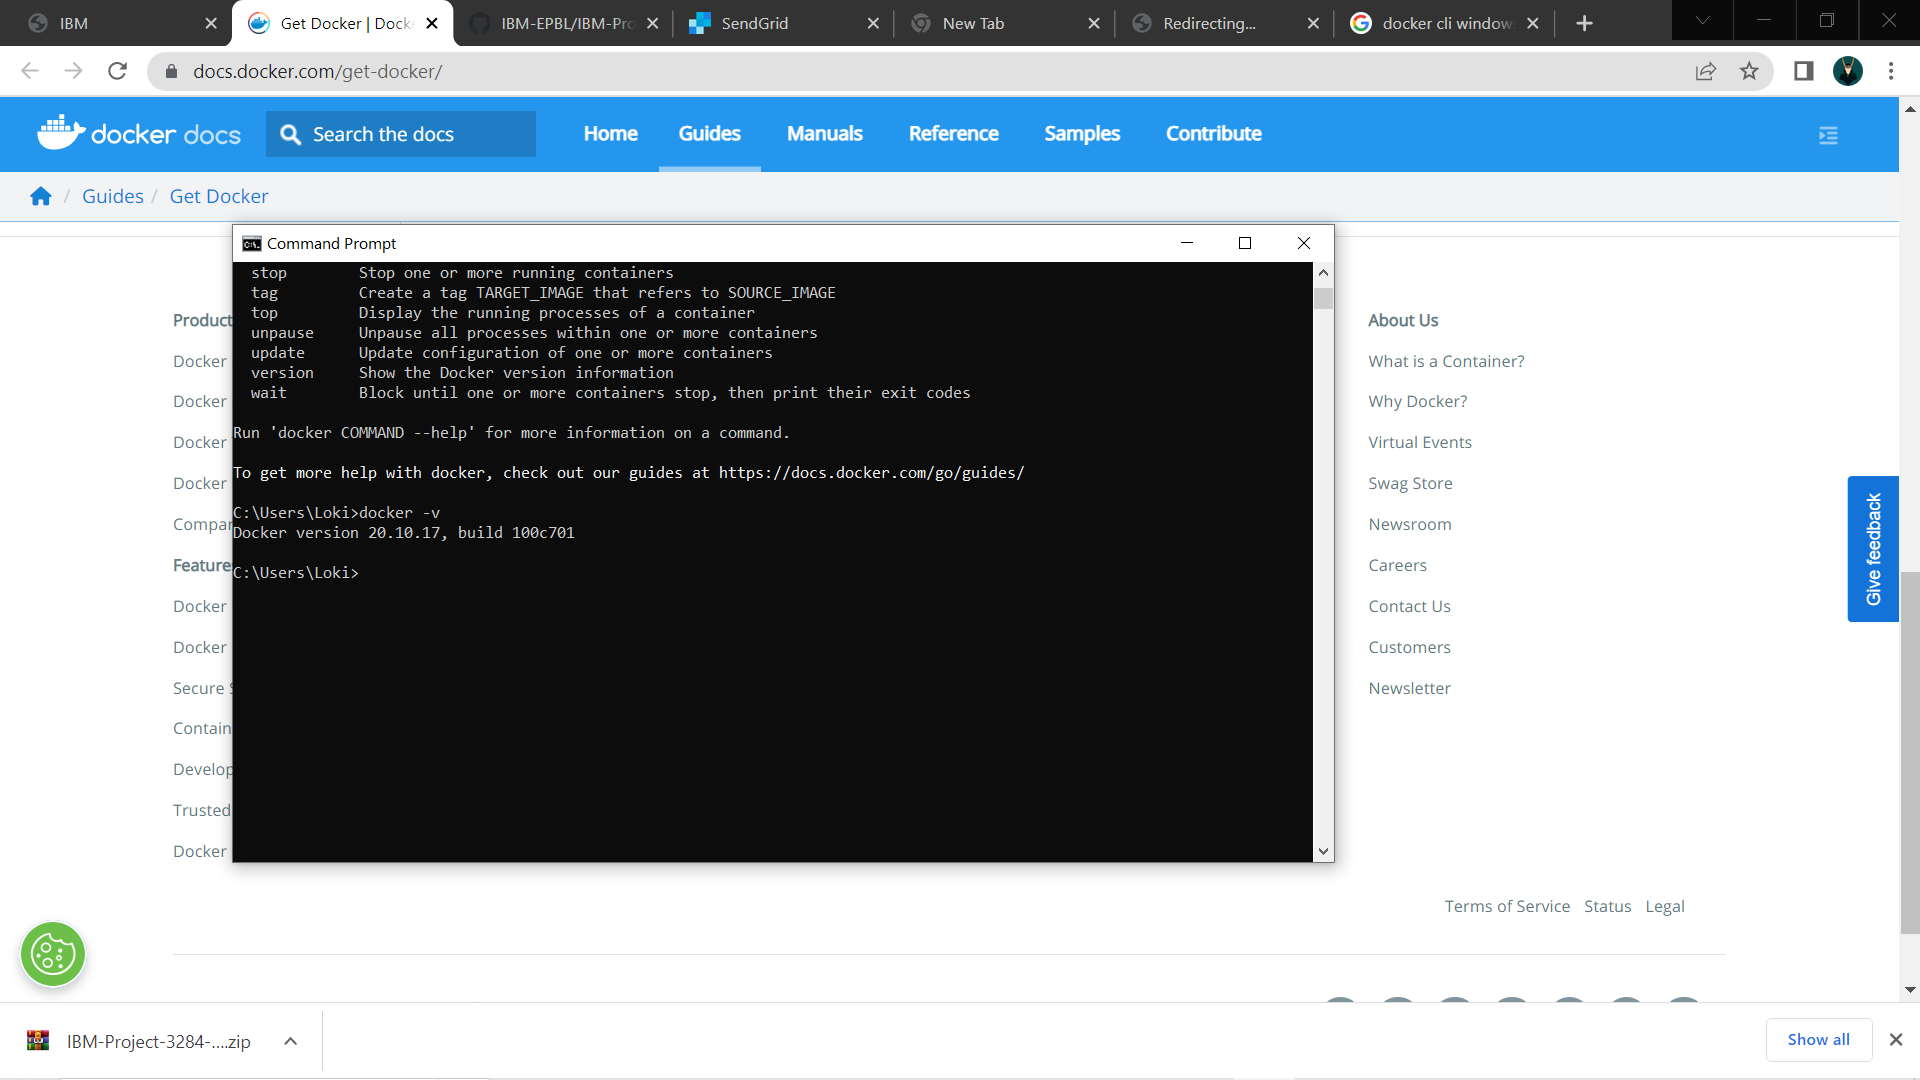 IBM
Get Docker | Dock
IBM-EPBL/IBM-Pro
SendGrid
New Tab
Redirecting...
docker cli window
docs.docker.com/get-docker/
docker docs
Search the docs
Home
Guides
Manuals
Reference
Samples
Contribute
/ Guides / Get Docker
Command Prompt
stop Stop one or more running containers
tag Create a tag TARGET_IMAGE that refers to SOURCE_IMAGE
top Display the running processes of a container
unpause Unpause all processes within one or more containers
update Update configuration of one or more containers
version Show the Docker version information
wait Block until one or more containers stop, then print their exit codes
Run 'docker COMMAND --help' for more information on a command.
To get more help with docker, check out our guides at https://docs.docker.com/go/guides/
C:\Users\Loki>docker -v
Docker version 20.10.17, build 100c701
C:\Users\Loki>
Product
Docker
Docker
Docker
Docker
Compar
Feature
Docker
Docker
Secure S
Contain
Develop
Trusted
Docker
About Us
What is a Container?
Why Docker?
Virtual Events
Swag Store
Newsroom
Careers
Contact Us
Customers
Newsletter
Give feedback
Terms of Service Status Legal
IBM-Project-3284-....zip
Show all